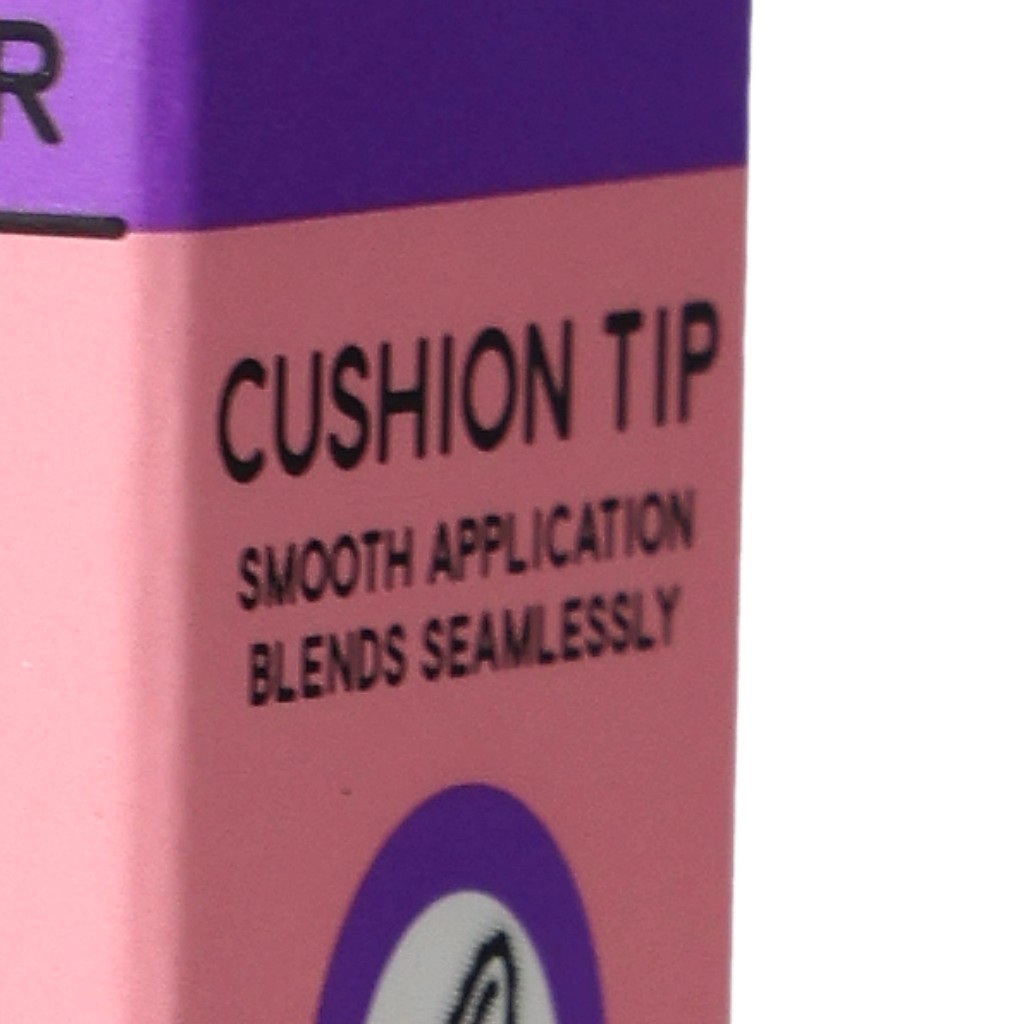 R
CUSHION TIP
SMOOTH APPLICATION
BLENDS SEAMLESSLY